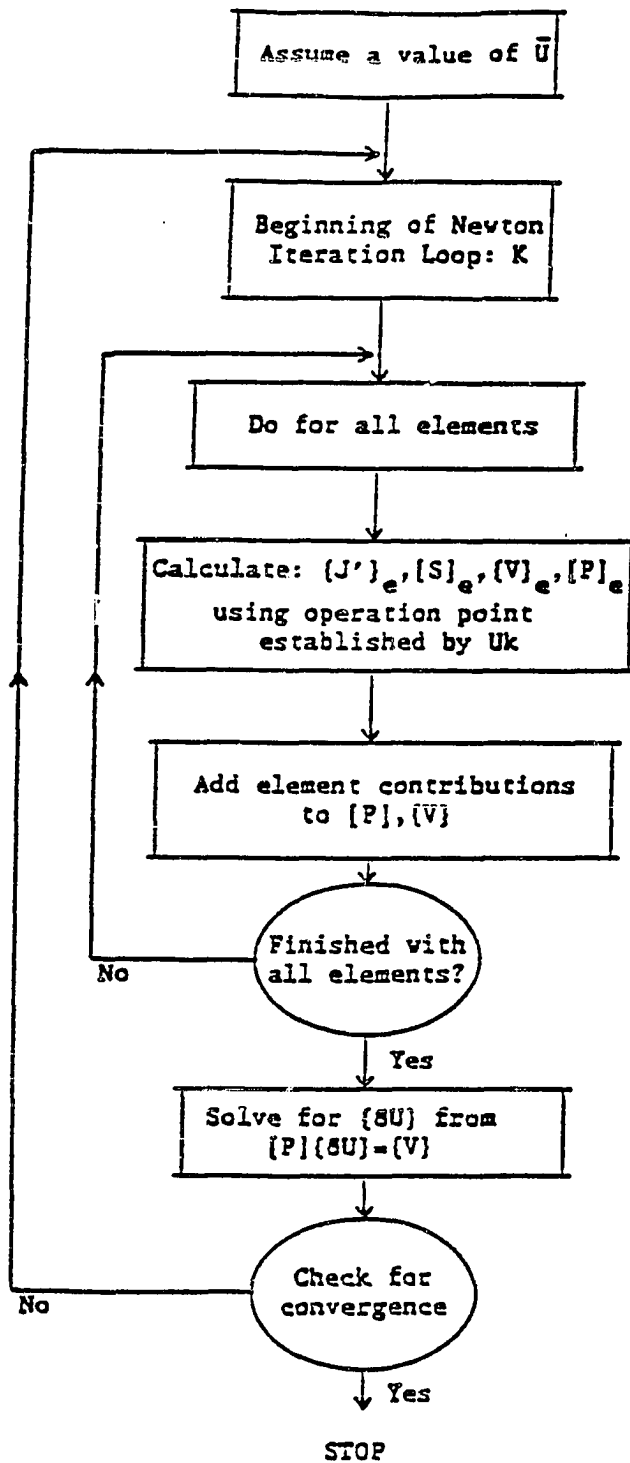 Assume a value of Ū
Beginning of Newton
Iteration Loop: K
Do for all elements
Calculate: {J'}e,[S]e,{V}e,[P]e
using operation point
established by Uk
Add element contributions
to [P],{V}
Finished with
all elements?
No
Yes
Solve for {δU} from
[P]{δU}={V}
Check for
convergence
No
Yes
STOP